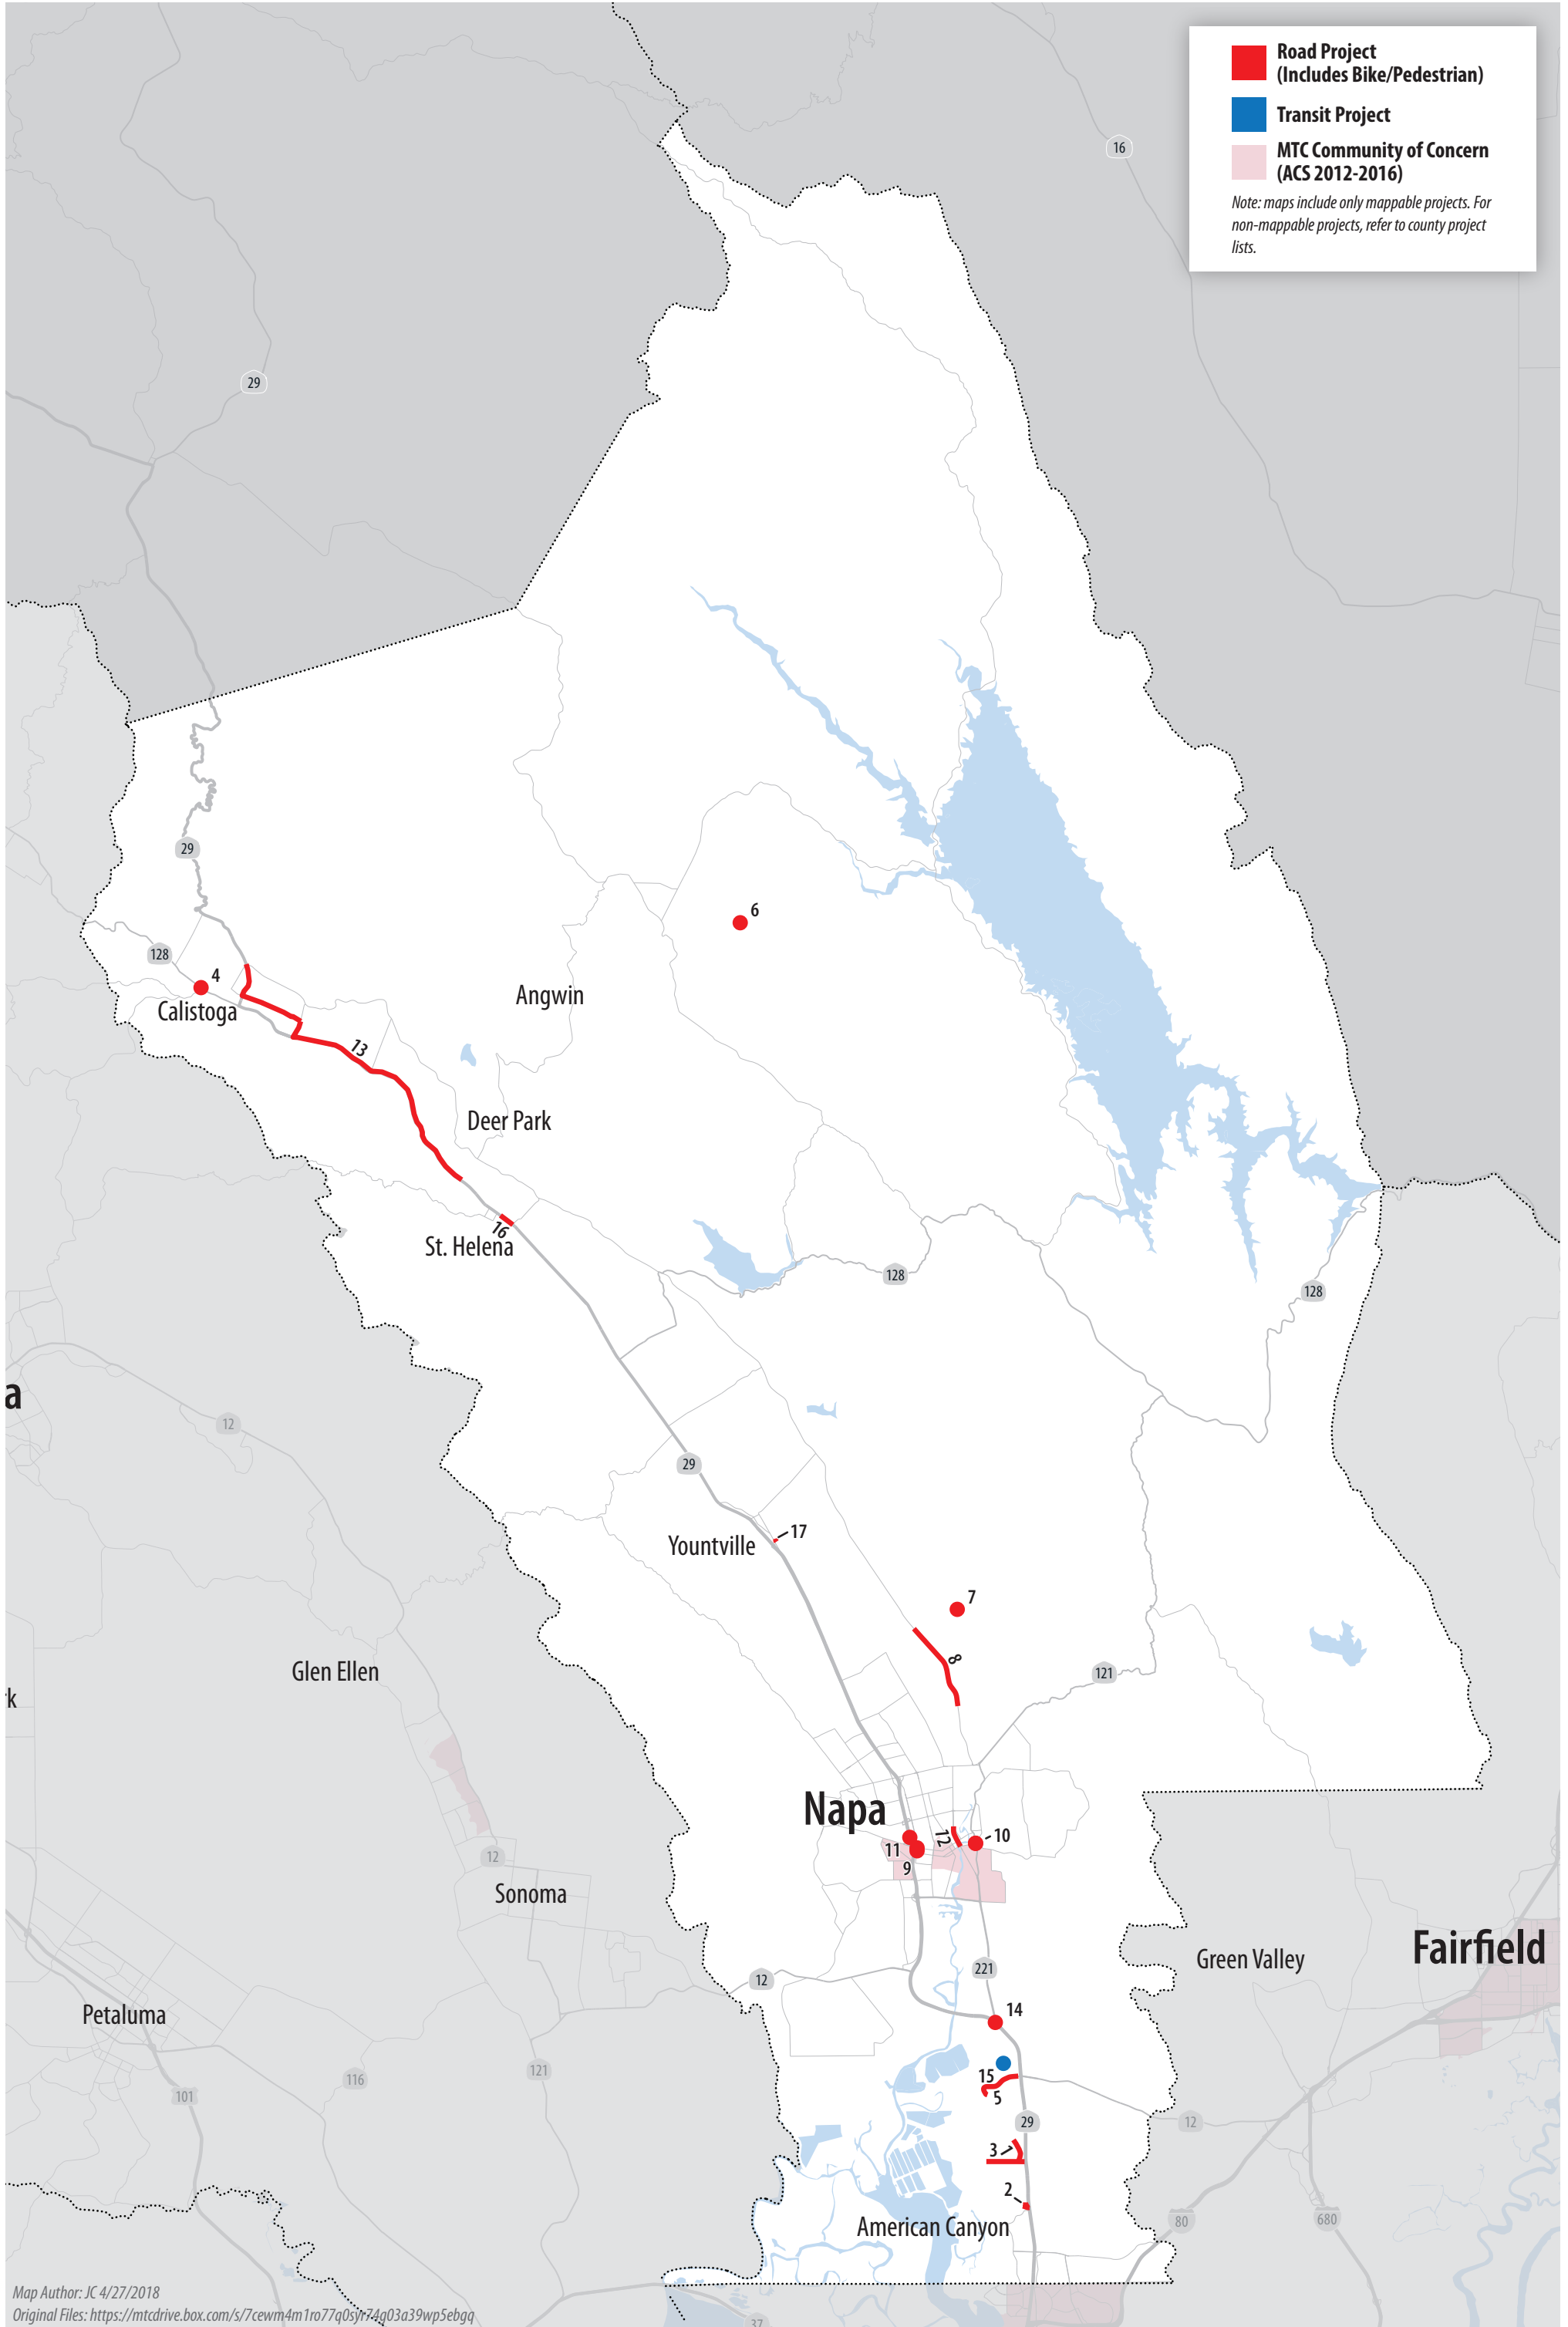 Road Project
(Includes Bike/Pedestrian)
Transit Project
MTC Community of Concern
(ACS 2012-2016)
Note: maps include only mappable projects. For
non-mappable projects, refer to county project
lists.
16
29
29
128
4
Calistoga
6
Angwin
13
Deer Park
16
St. Helena
128
128
a
12
29
17
Yountville
7
8
Glen Ellen
121
rk
Napa
12
10
11
9
12
Sonoma
Green Valley
Fairfield
12
221
Petaluma
14
121
116
101
15
5
29
12
3
1
2
American Canyon
80
680
37
Map Author: JC 4/27/2018
Original Files: https://mtcdrive.box.com/s/7cewm4m1ro77q0syr74g03a39wp5ebgq